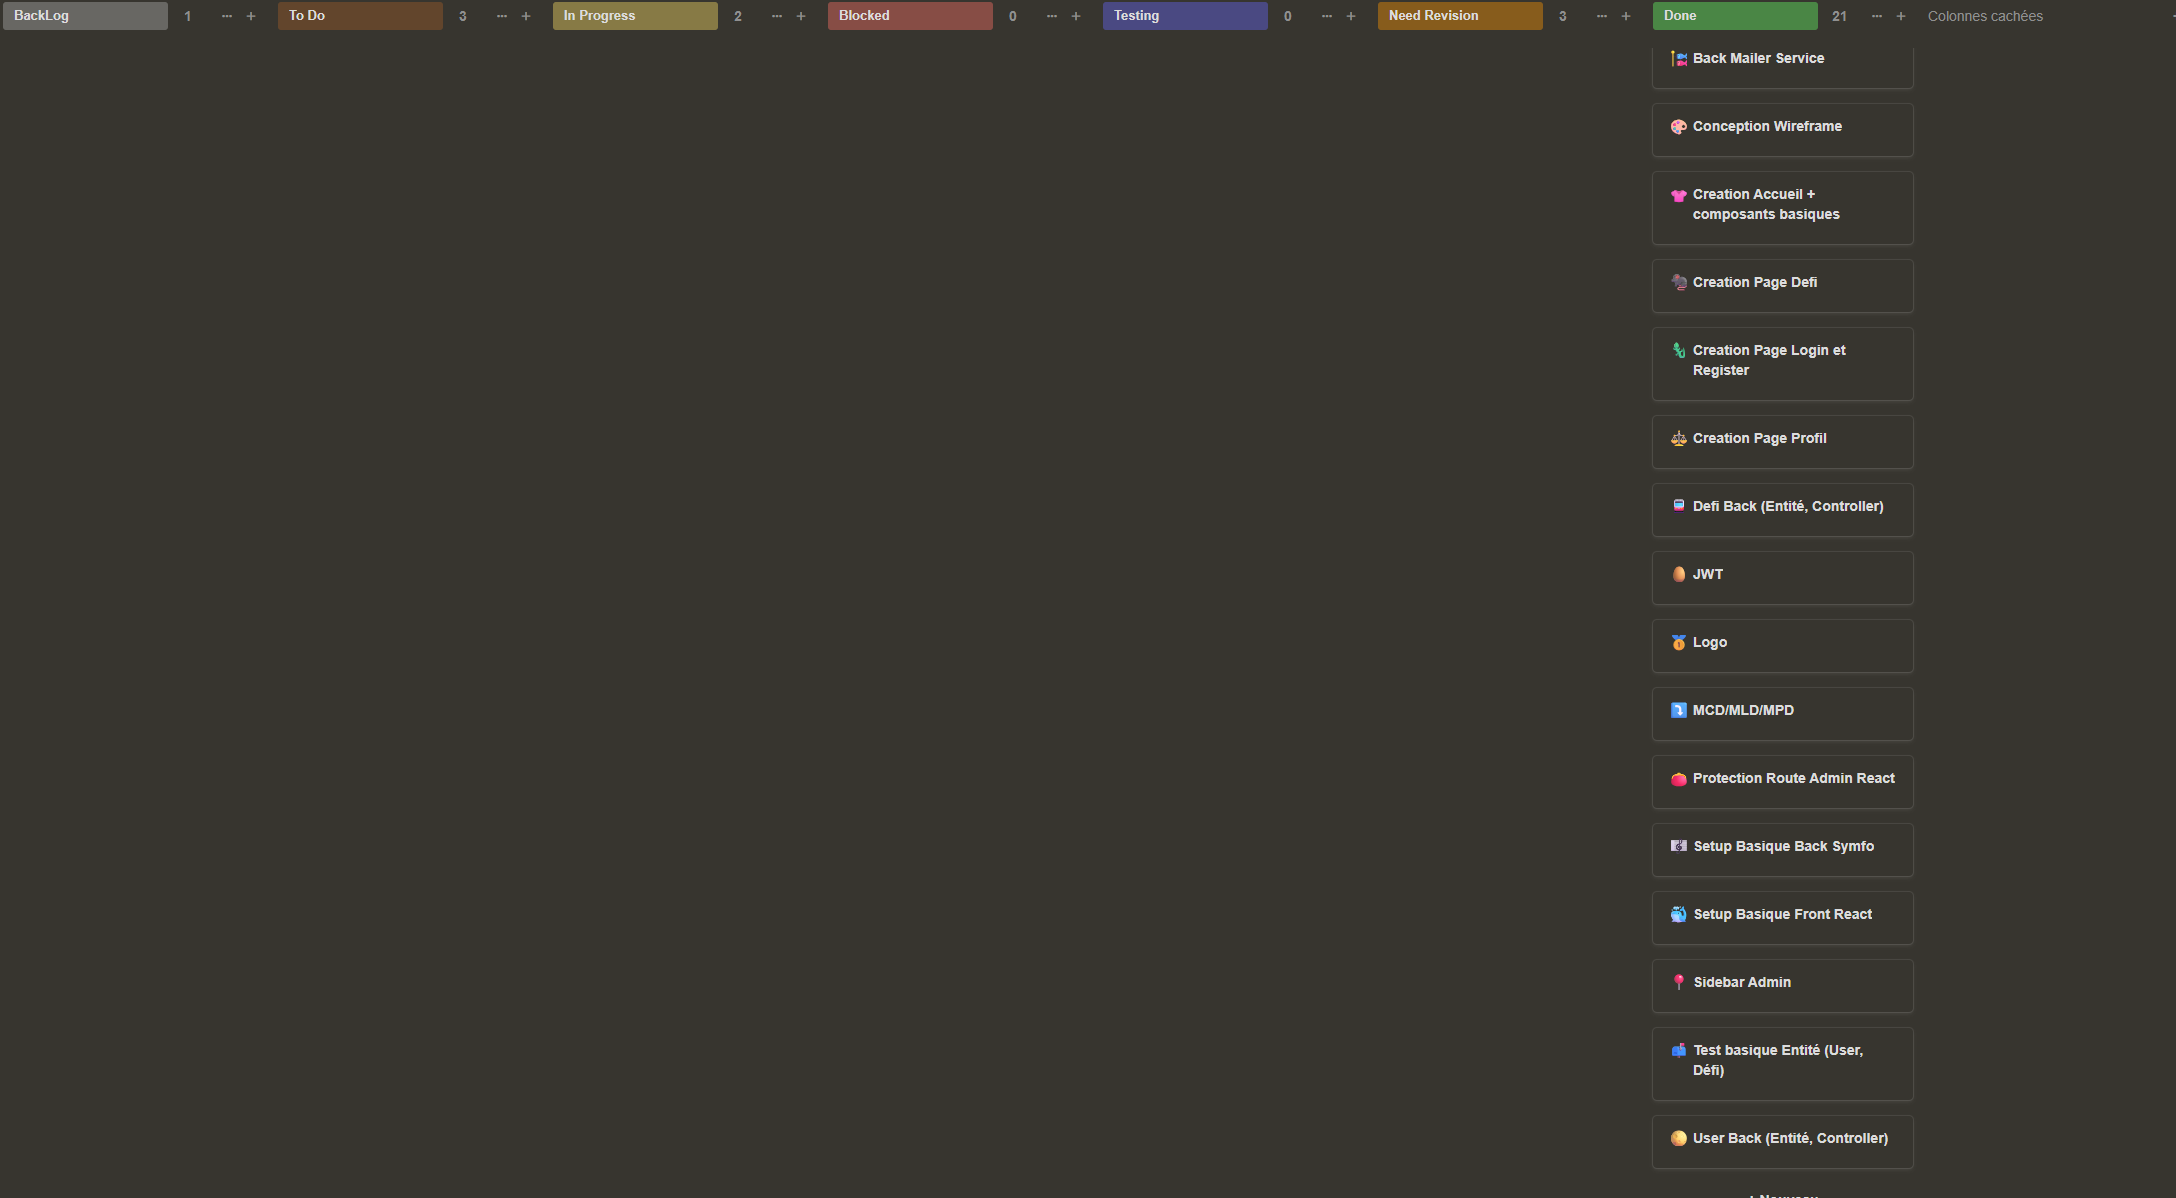 BackLog 1 ··· +
To Do 3 ··· +
In Progress 2 ··· +
Blocked 0 ··· +
Testing 0 ··· +
Need Revision 3 ··· +
Done 21 ··· +
Colonnes cachées
Back Mailer Service
Conception Wireframe
Creation Accueil +
composants basiques
Creation Page Defi
Creation Page Login et
Register
Creation Page Profil
Defi Back (Entité, Controller)
JWT
Logo
MCD/MLD/MPD
Protection Route Admin React
Setup Basique Back Symfo
Setup Basique Front React
Sidebar Admin
Test basique Entité (User,
Défi)
User Back (Entité, Controller)
+ Nouveau